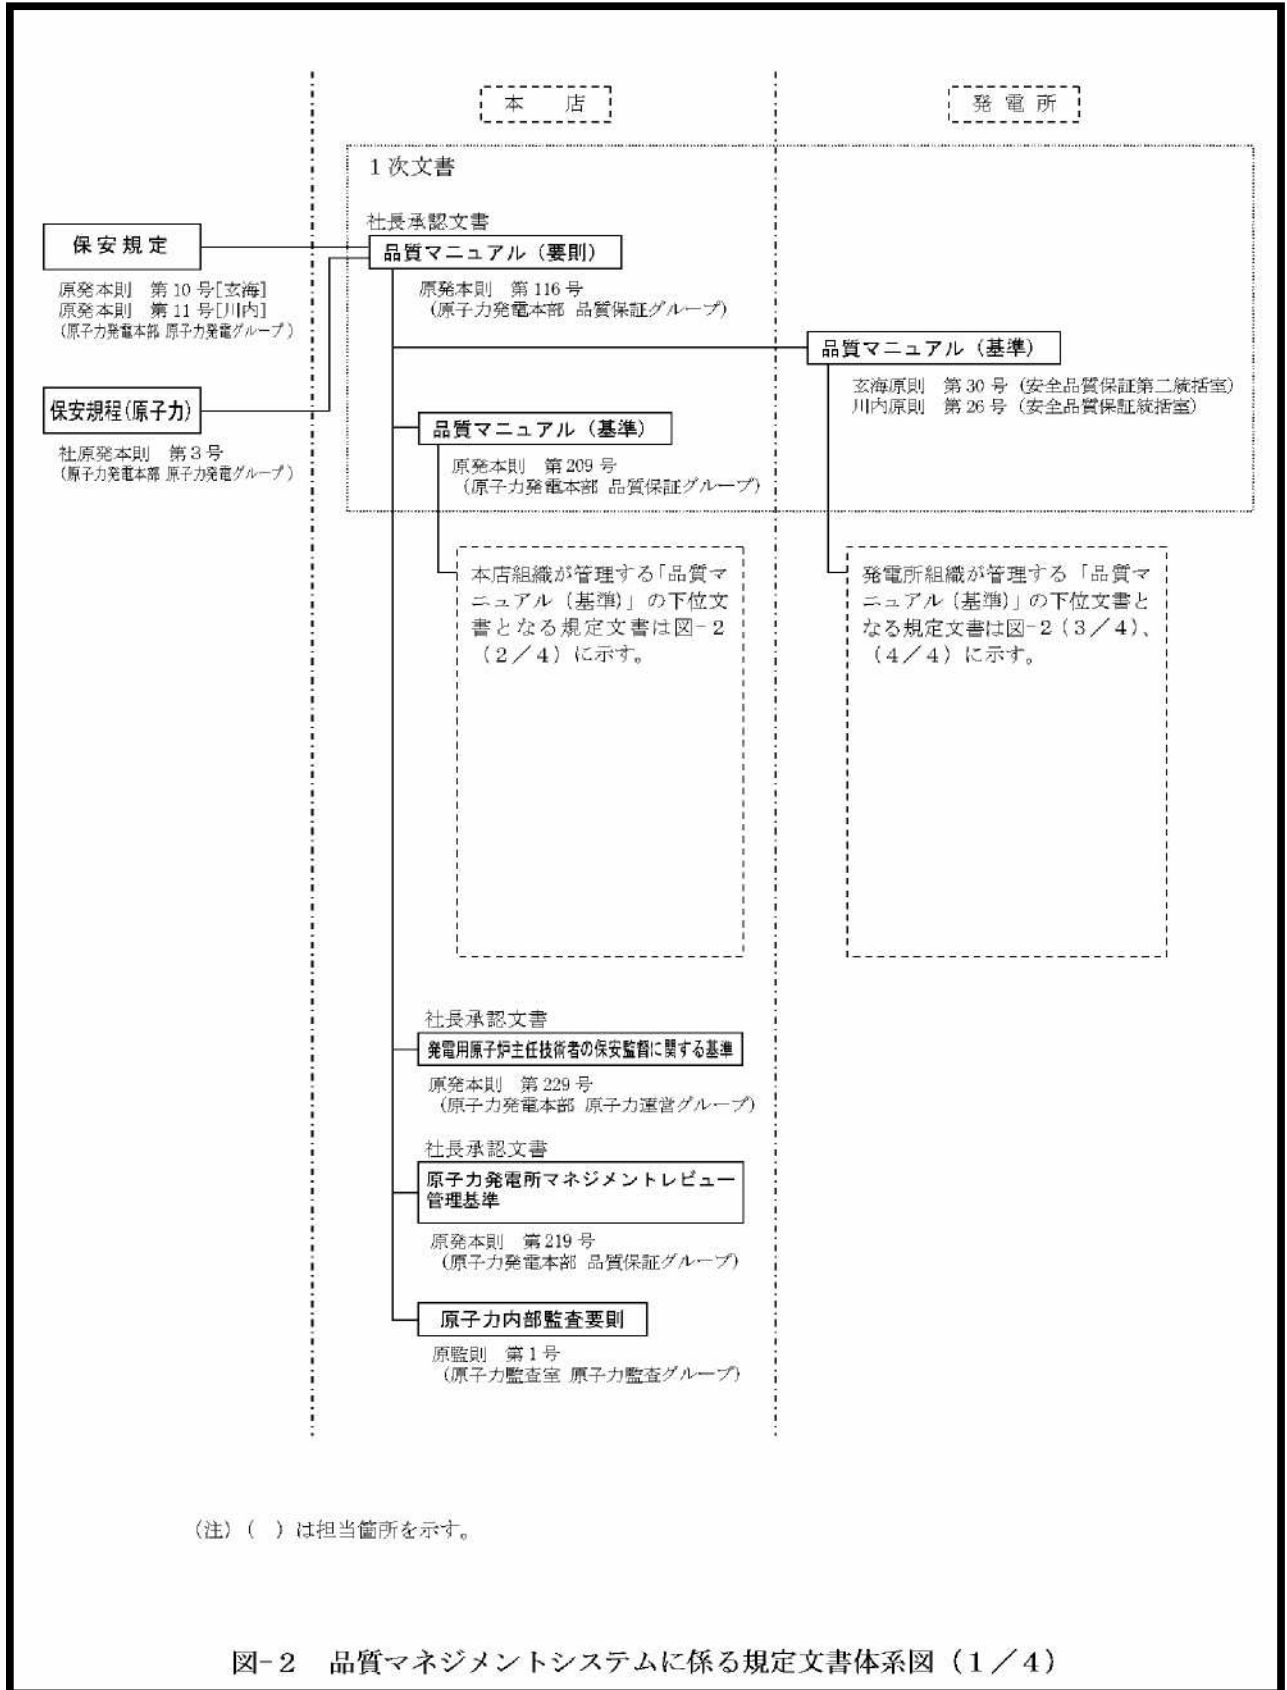 本　店
発 電 所
１次文書
社長承認文書
保 安 規 定
品質マニュアル（要則）
原発本則　第 10 号[玄海]
原発本則　第 11 号[川内]
（原子力発電本部 原子力発電グループ）
原発本則　第 116 号
（原子力発電本部 品質保証グループ）
品質マニュアル（基準）
玄海原則　第 30 号（安全品質保証第二統括室）
川内原則　第 26 号（安全品質保証統括室）
保安規程(原子力)
社原発本則　第３号
（原子力発電本部 原子力発電グループ）
品質マニュアル（基準）
原発本則　第 209 号
（原子力発電本部 品質保証グループ）
本店組織が管理する「品質マ
ニュアル（基準）」の下位文
書となる規定文書は図-２
（２／４）に示す。
発電所組織が管理する「品質マ
ニュアル（基準）」の下位文書と
なる規定文書は図-２（３／４）、
（４／４）に示す。
社長承認文書
発電用原子炉主任技術者の保安監督に関する基準
原発本則　第 229 号
（原子力発電本部 原子力運営グループ）
社長承認文書
原子力発電所マネジメントレビュー
管理基準
原発本則　第 219 号
（原子力発電本部 品質保証グループ）
原子力内部監査要則
原監則　第１号
（原子力監査室 原子力監査グループ）
（注）（　）は担当箇所を示す。
図-２　品質マネジメントシステムに係る規定文書体系図（１／４）